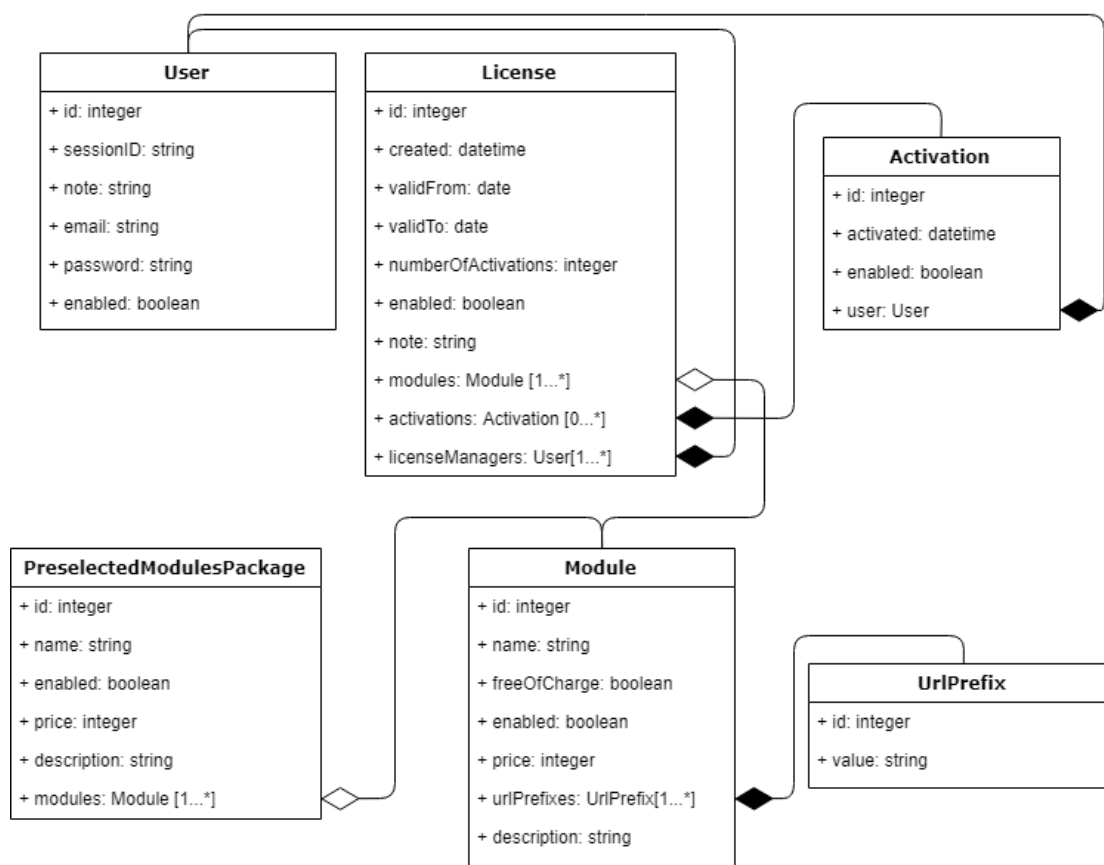 User
+ id: integer
+ sessionID: string
+ note: string
+ email: string
+ password: string
+ enabled: boolean
License
+ id: integer
+ created: datetime
+ validFrom: date
+ validTo: date
+ numberOfActivations: integer
+ enabled: boolean
+ note: string
+ modules: Module [1...*]
+ activations: Activation [0...*]
+ licenseManagers: User[1...*]
Activation
+ id: integer
+ activated: datetime
+ enabled: boolean
+ user: User
PreselectedModulesPackage
+ id: integer
+ name: string
+ enabled: boolean
+ price: integer
+ description: string
+ modules: Module [1...*]
Module
+ id: integer
+ name: string
+ freeOfCharge: boolean
+ enabled: boolean
+ price: integer
+ urlPrefixes: UrlPrefix[1...*]
+ description: string
UrlPrefix
+ id: integer
+ value: string